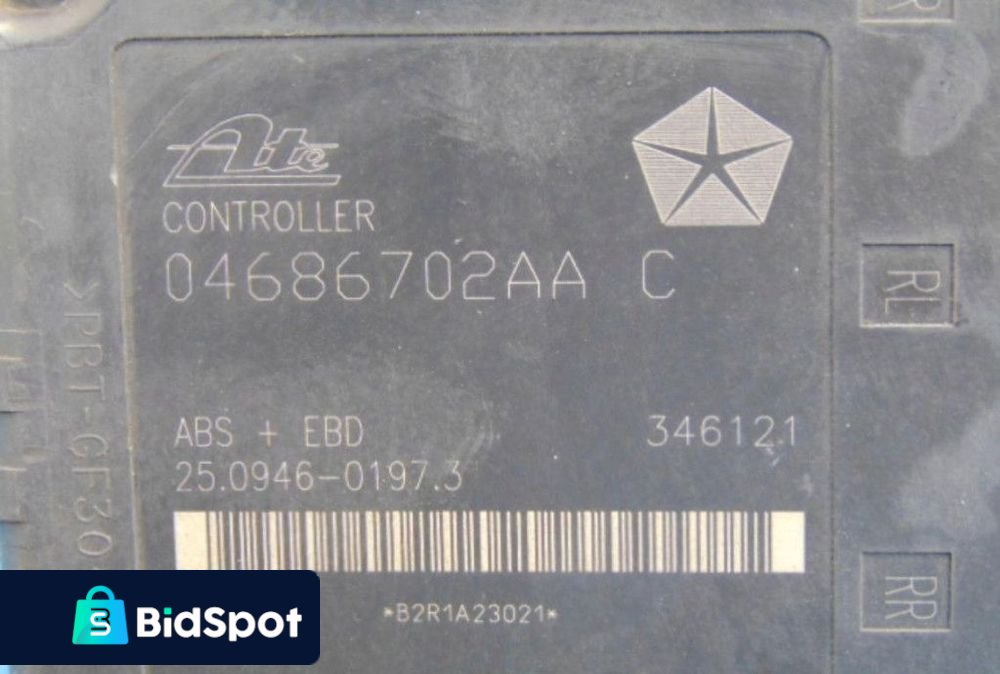 R
Ate
CONTROLLER
04686702AA C
RL
>PBT-GF30
ABS + EBD 346121
25.0946-0197.3
*B2R1A23021*
RR
S BidSpot